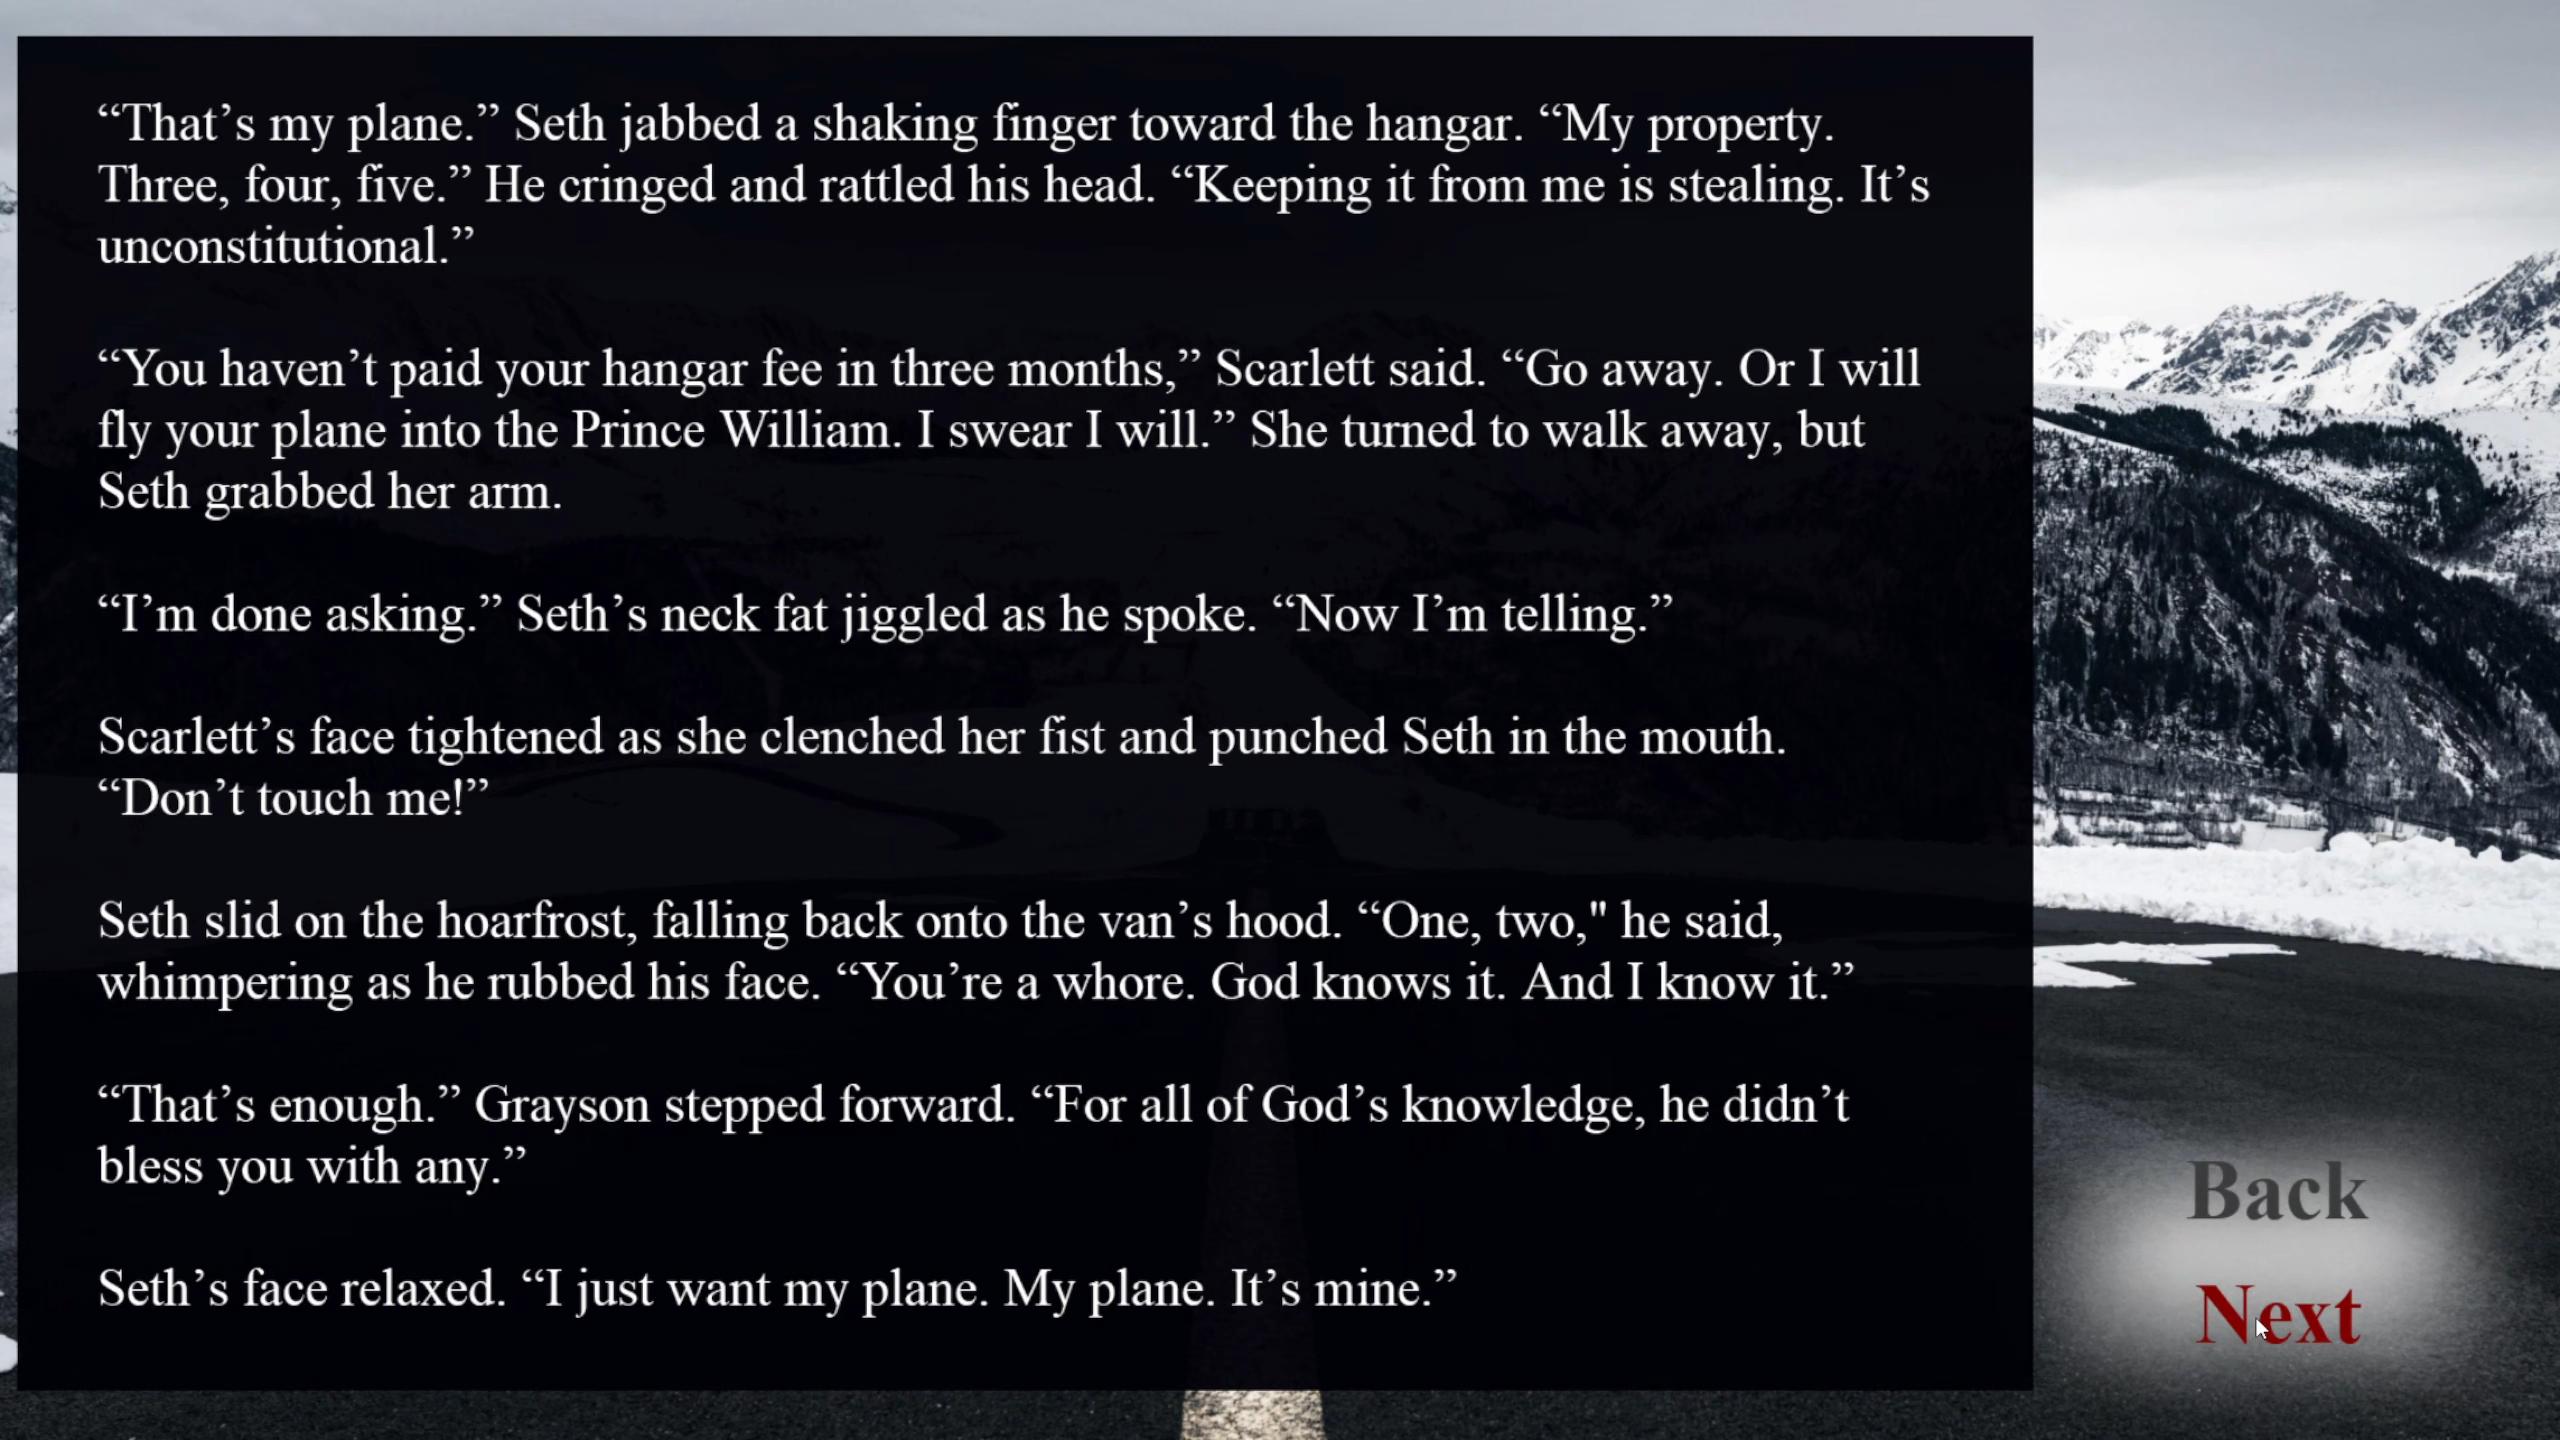 “That’s my plane.” Seth jabbed a shaking finger toward the hangar. “My property.
Three, four, five.” He cringed and rattled his head. “Keeping it from me is stealing. It’s
unconstitutional.”
“You haven’t paid your hangar fee in three months,” Scarlett said. “Go away. Or I will
fly your plane into the Prince William. I swear I will.” She turned to walk away, but
Seth grabbed her arm.
“I’m done asking.” Seth’s neck fat jiggled as he spoke. “Now I’m telling.”
Scarlett’s face tightened as she clenched her fist and punched Seth in the mouth.
“Don’t touch me!”
Seth slid on the hoarfrost, falling back onto the van’s hood. “One, two," he said,
whimpering as he rubbed his face. “You’re a whore. God knows it. And I know it.”
“That’s enough.” Grayson stepped forward. “For all of God’s knowledge, he didn’t
bless you with any.”
Seth’s face relaxed. “I just want my plane. My plane. It’s mine.”
Back
Next